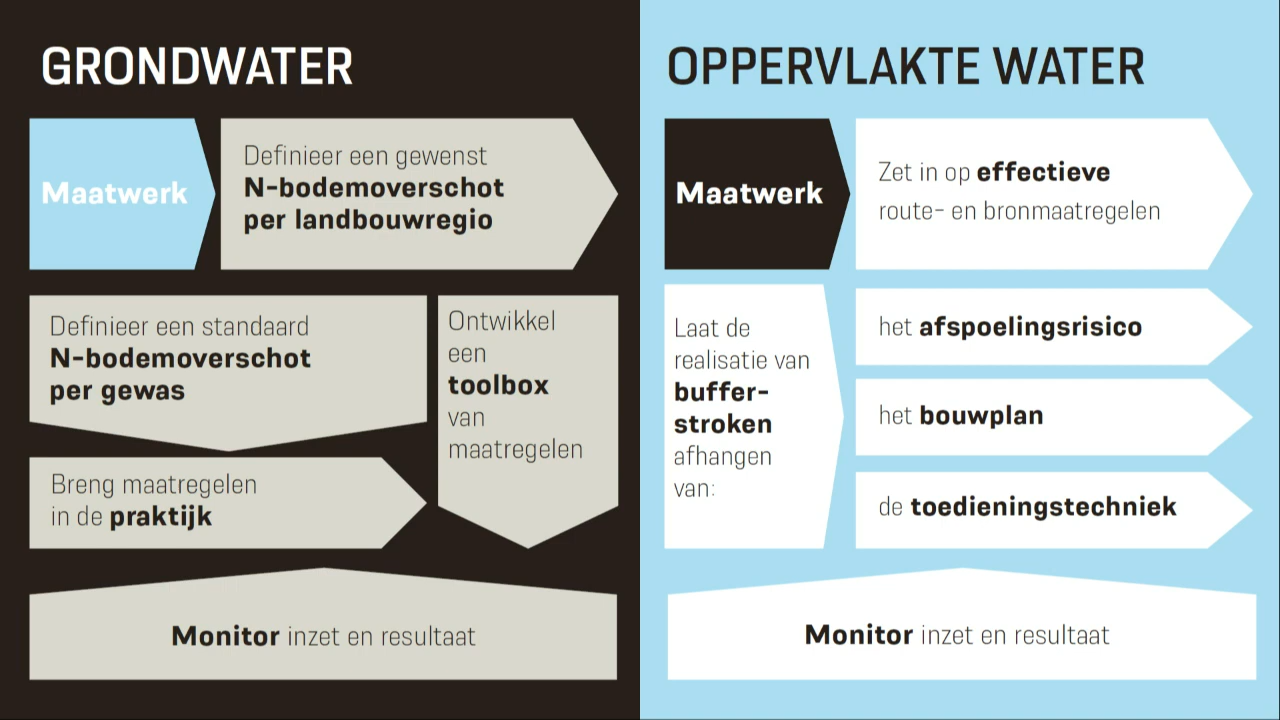 GRONDWATER
Maatwerk
Definieer een gewenst
N-bodemoverschot
per landbouwregio
Definieer een standaard
N-bodemoverschot
per gewas
Ontwikkel
een
toolbox
van
maatregelen
Breng maatregelen
in de praktijk
Monitor inzet en resultaat
OPPERVLAKTE WATER
Maatwerk
Zet in op effectieve
route- en bronmaatregelen
Laat de
realisatie van
buffer-
stroken
afhangen
van:
het afspoelingsrisico
het bouwplan
de toedieningstechniek
Monitor inzet en resultaat